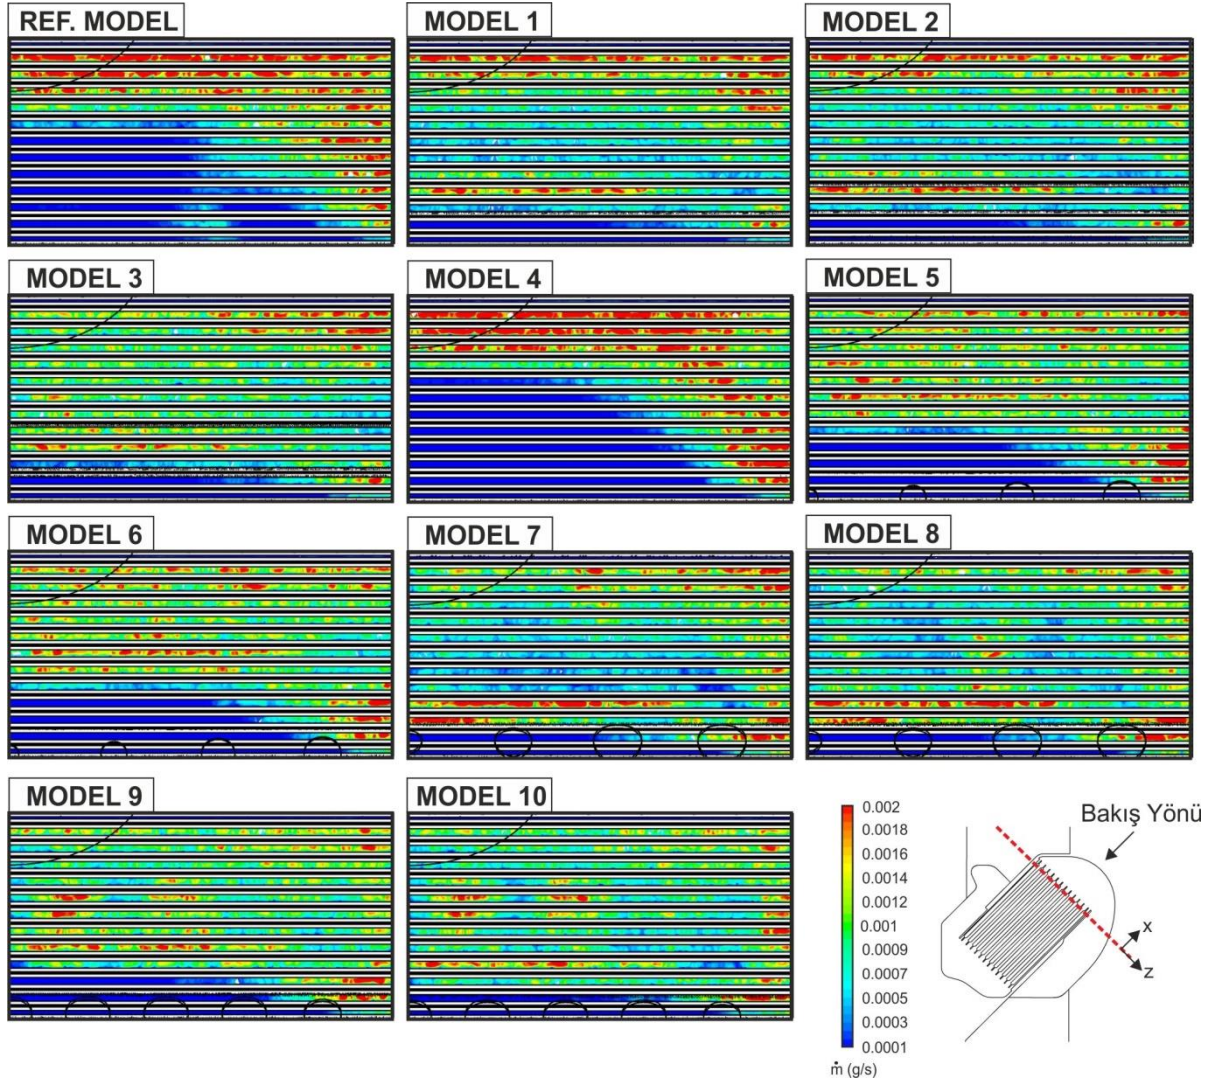 REF. MODEL
MODEL 1
MODEL 2
MODEL 3
MODEL 4
MODEL 5
MODEL 6
MODEL 7
MODEL 8
MODEL 9
MODEL 10
0.002
0.0018
0.0016
0.0014
0.0012
0.001
0.0009
0.0007
0.0005
0.0003
0.0001
ṁ (g/s)
Bakış Yönü
x
z